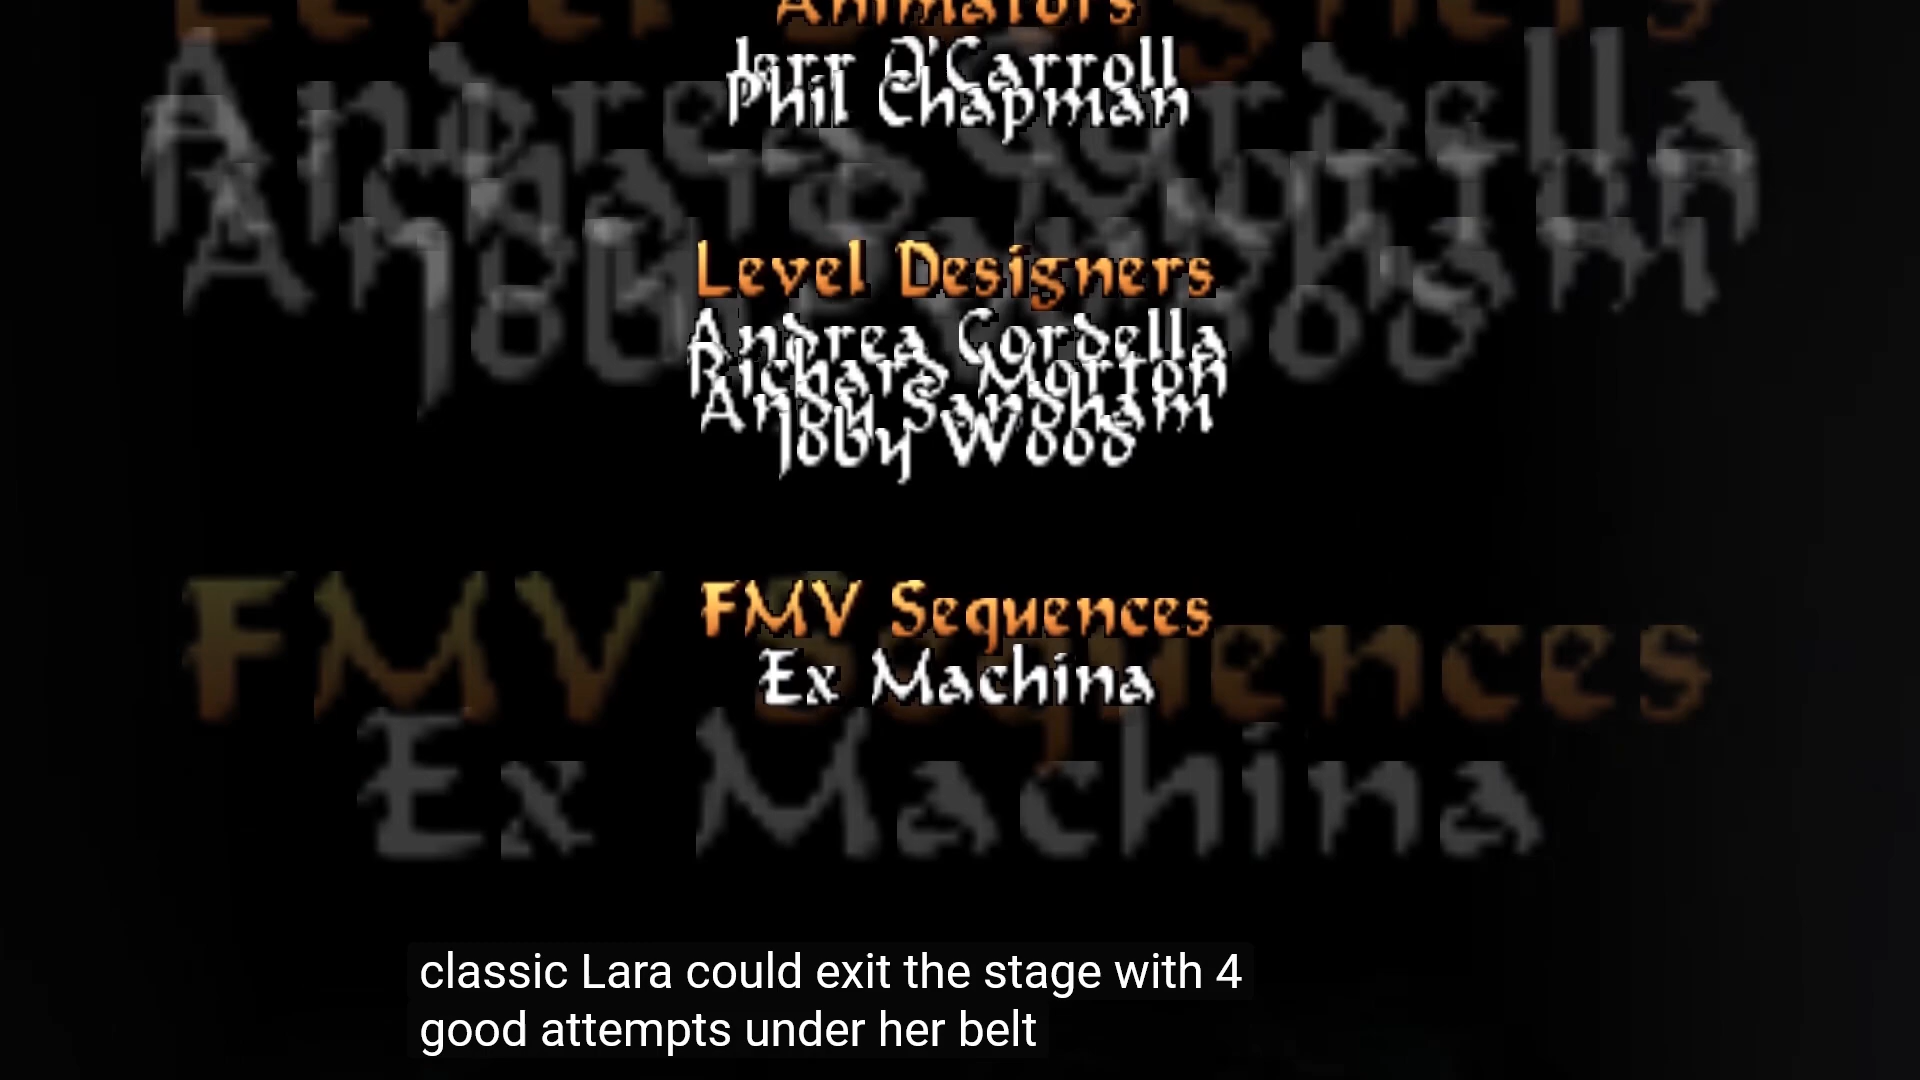 Animators
Jerr O'Carroll
Phil Chapman
Level Designers
Andrea Cordella
Richard Morton
Andy Sandham
Joby Wood
FMV Sequences
Ex Machina
classic Lara could exit the stage with 4
good attempts under her belt